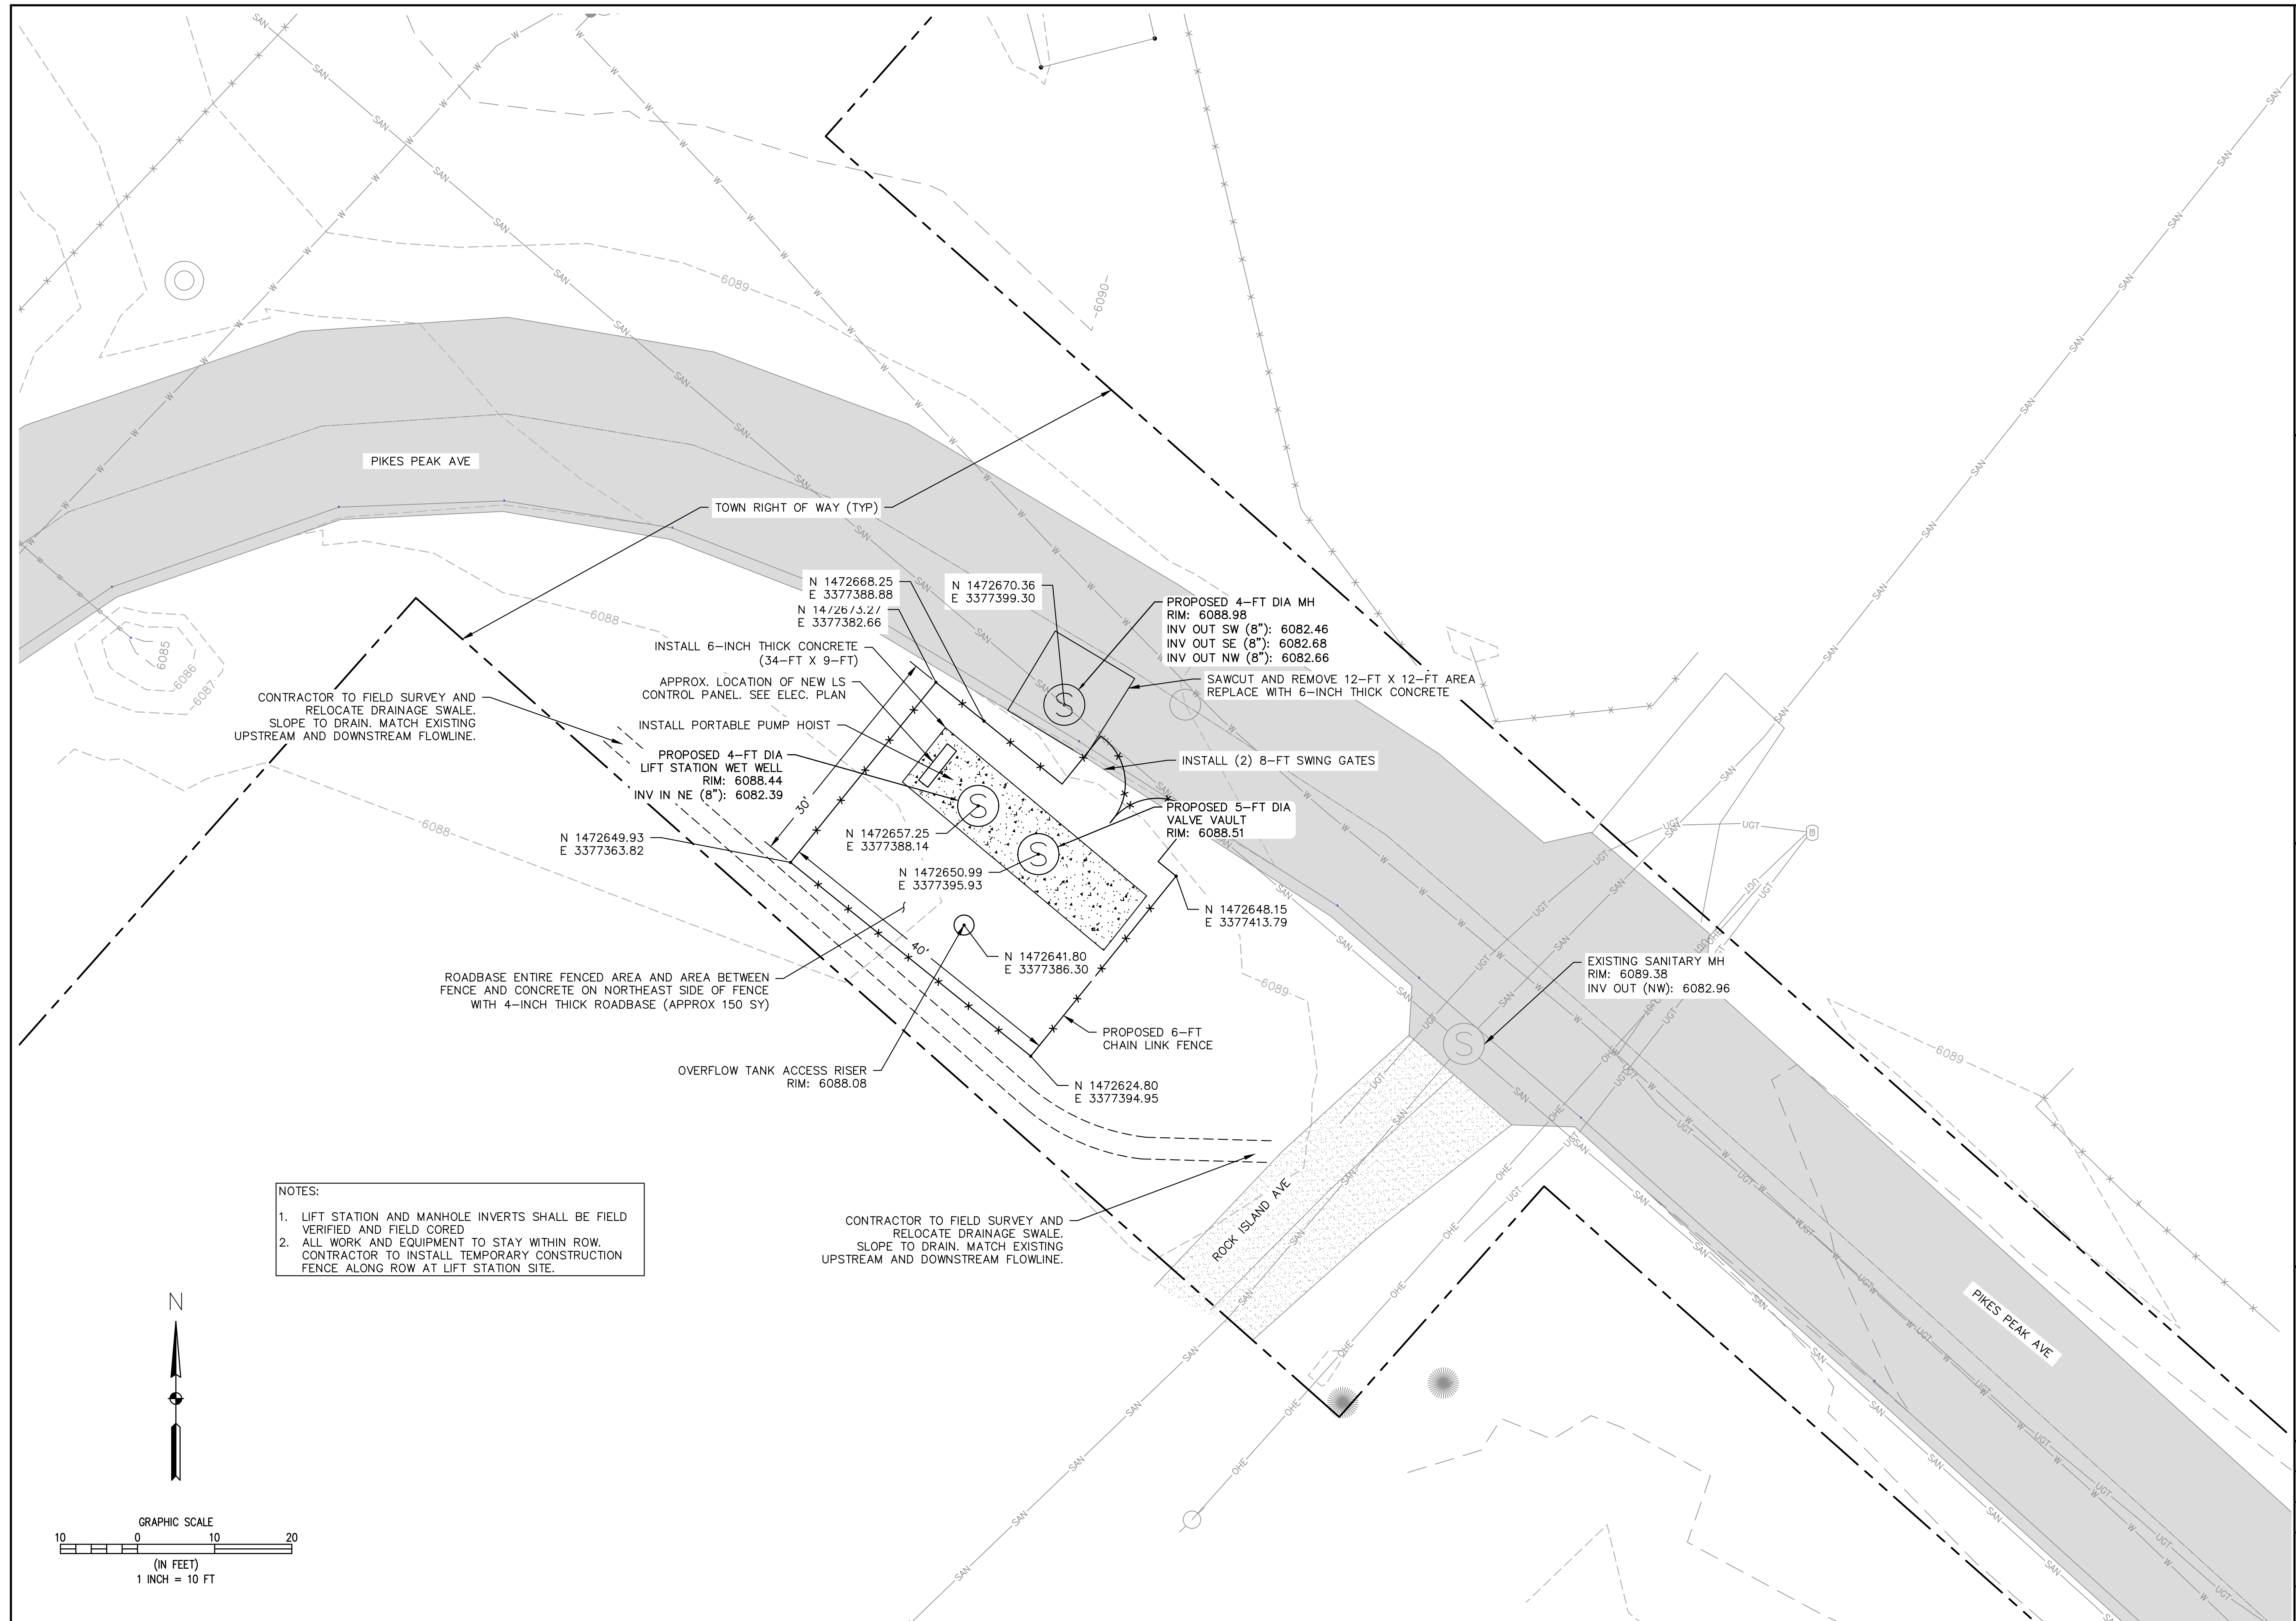 6089
6090
PIKES PEAK AVE
TOWN RIGHT OF WAY (TYP)
N 1472668.25
E 3377388.88
N 1472673.27
E 3377382.66
N 1472670.36
E 3377399.30
PROPOSED 4-FT DIA MH
RIM: 6088.98
INV OUT SW (8"): 6082.46
INV OUT SE (8"): 6082.68
INV OUT NW (8"): 6082.66
SAWCUT AND REMOVE 12-FT X 12-FT AREA
REPLACE WITH 6-INCH THICK CONCRETE
6088
6085
6086
6087
INSTALL 6-INCH THICK CONCRETE
(34-FT X 9-FT)
APPROX. LOCATION OF NEW LS
CONTROL PANEL. SEE ELEC. PLAN
INSTALL PORTABLE PUMP HOIST
CONTRACTOR TO FIELD SURVEY AND
RELOCATE DRAINAGE SWALE.
SLOPE TO DRAIN. MATCH EXISTING
UPSTREAM AND DOWNSTREAM FLOWLINE.
PROPOSED 4-FT DIA
LIFT STATION WET WELL
RIM: 6088.44
INV IN NE (8"): 6082.39
INSTALL (2) 8-FT SWING GATES
PROPOSED 5-FT DIA
VALVE VAULT
RIM: 6088.51
30'
6088
N 1472649.93
E 3377363.82
N 1472657.25
E 3377388.14
N 1472650.99
E 3377395.93
N 1472648.15
E 3377413.79
40'
N 1472641.80
E 3377386.30
ROADBASE ENTIRE FENCED AREA AND AREA BETWEEN
FENCE AND CONCRETE ON NORTHEAST SIDE OF FENCE
WITH 4-INCH THICK ROADBASE (APPROX 150 SY)
6089
EXISTING SANITARY MH
RIM: 6089.38
INV OUT (NW): 6082.96
PROPOSED 6-FT
CHAIN LINK FENCE
6089
OVERFLOW TANK ACCESS RISER
RIM: 6088.08
N 1472624.80
E 3377394.95
NOTES:
1. LIFT STATION AND MANHOLE INVERTS SHALL BE FIELD
VERIFIED AND FIELD CORED
2. ALL WORK AND EQUIPMENT TO STAY WITHIN ROW.
CONTRACTOR TO INSTALL TEMPORARY CONSTRUCTION
FENCE ALONG ROW AT LIFT STATION SITE.
CONTRACTOR TO FIELD SURVEY AND
RELOCATE DRAINAGE SWALE.
SLOPE TO DRAIN. MATCH EXISTING
UPSTREAM AND DOWNSTREAM FLOWLINE.
ROCK ISLAND AVE
PIKES PEAK AVE
N
GRAPHIC SCALE
10 0 10 20
(IN FEET)
1 INCH = 10 FT
SAN
W
UGT
OHE
S